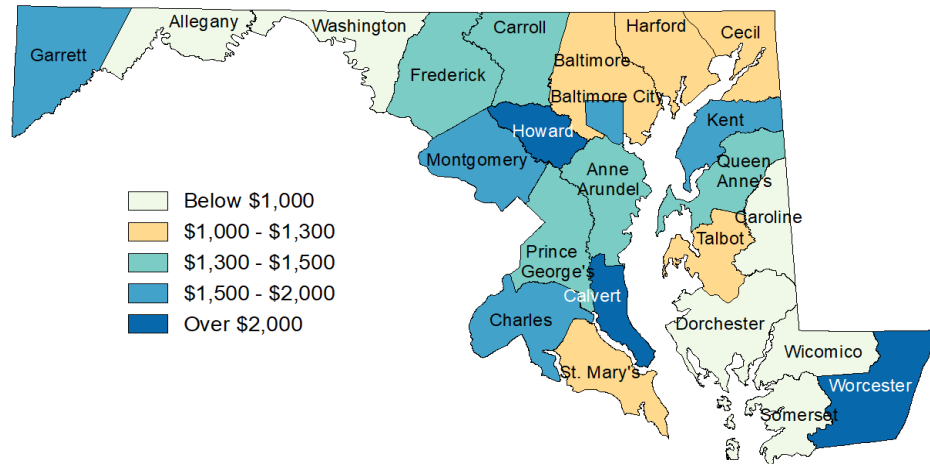 Garrett
Allegany
Washington
Frederick
Carroll
Baltimore
Harford
Cecil
Baltimore City
Howard
Montgomery
Kent
Queen
Anne's
Anne
Arundel
Caroline
Talbot
Prince
George's
Calvert
Charles
St. Mary's
Dorchester
Wicomico
Worcester
Somerset
Below $1,000
$1,000 - $1,300
$1,300 - $1,500
$1,500 - $2,000
Over $2,000